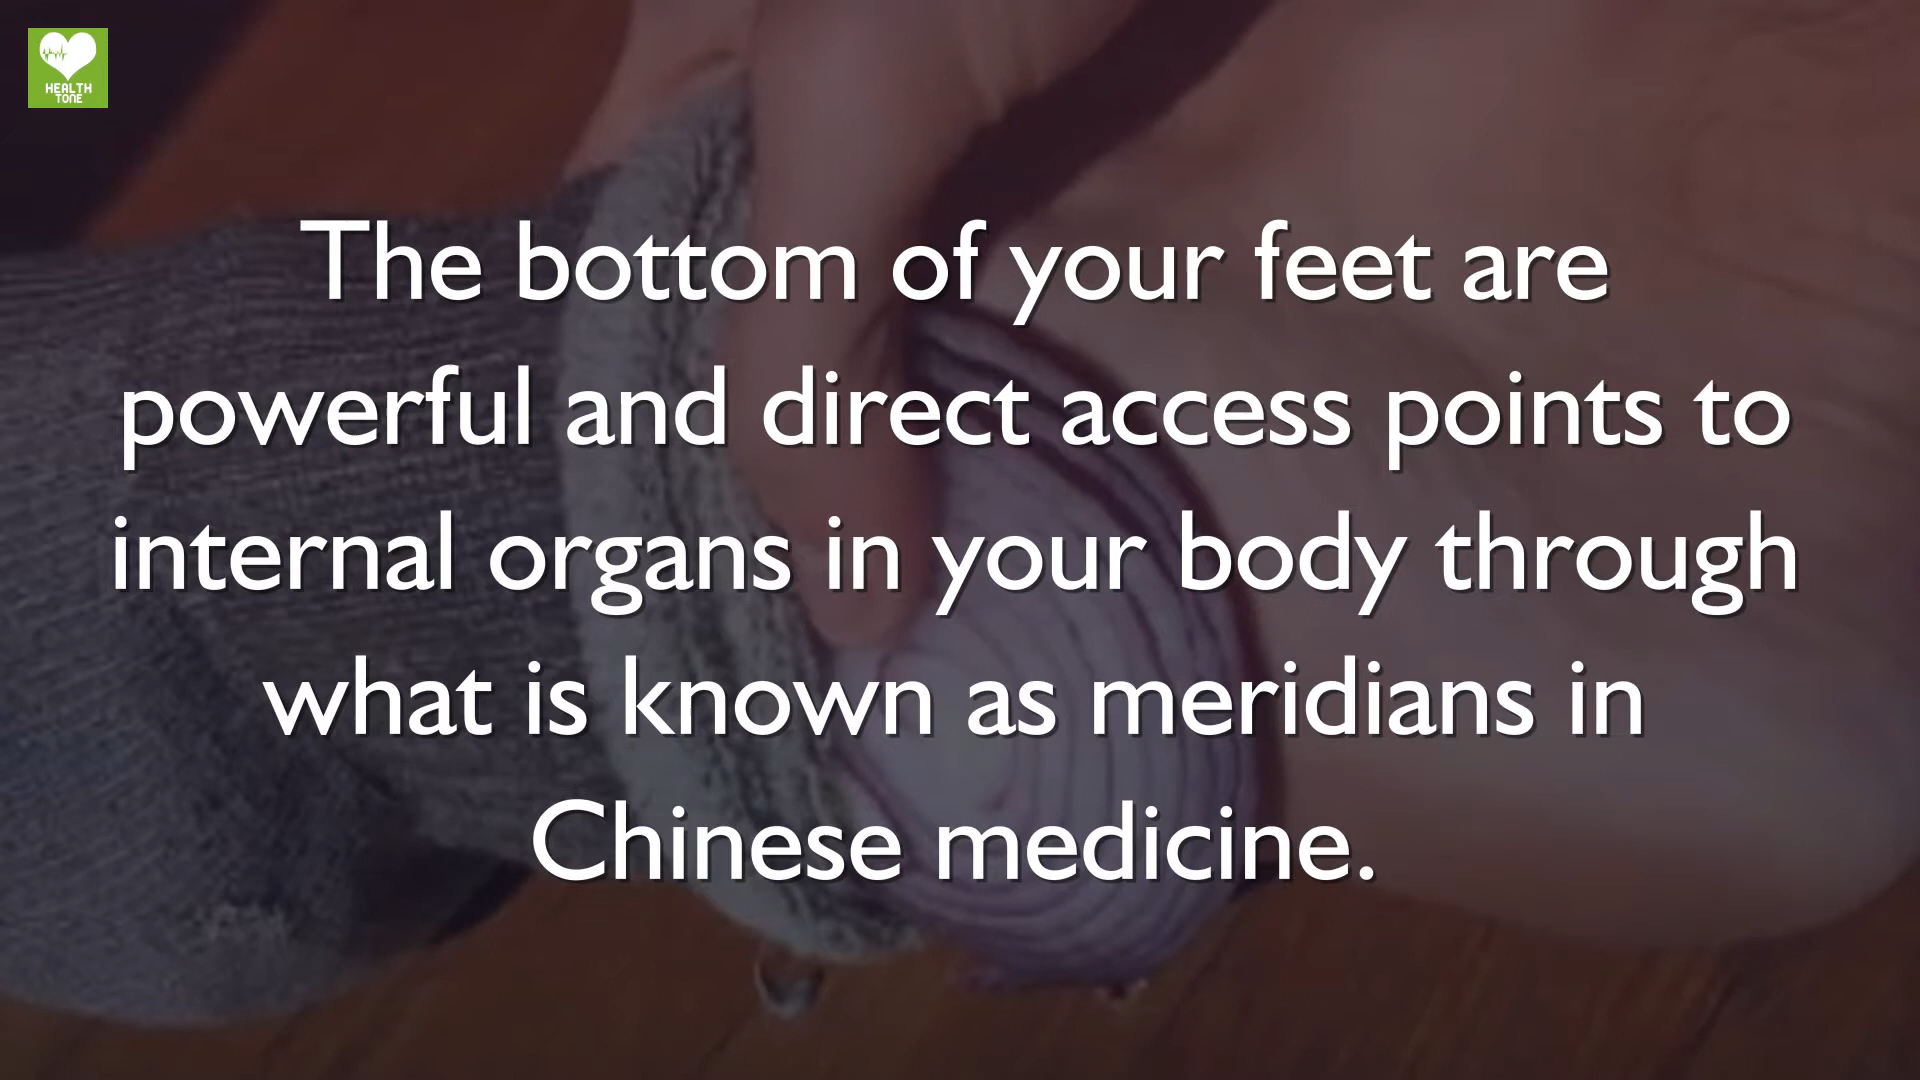 HEALTH
TONE
The bottom of your feet are
powerful and direct access points to
internal organs in your body through
what is known as meridians in
Chinese medicine.